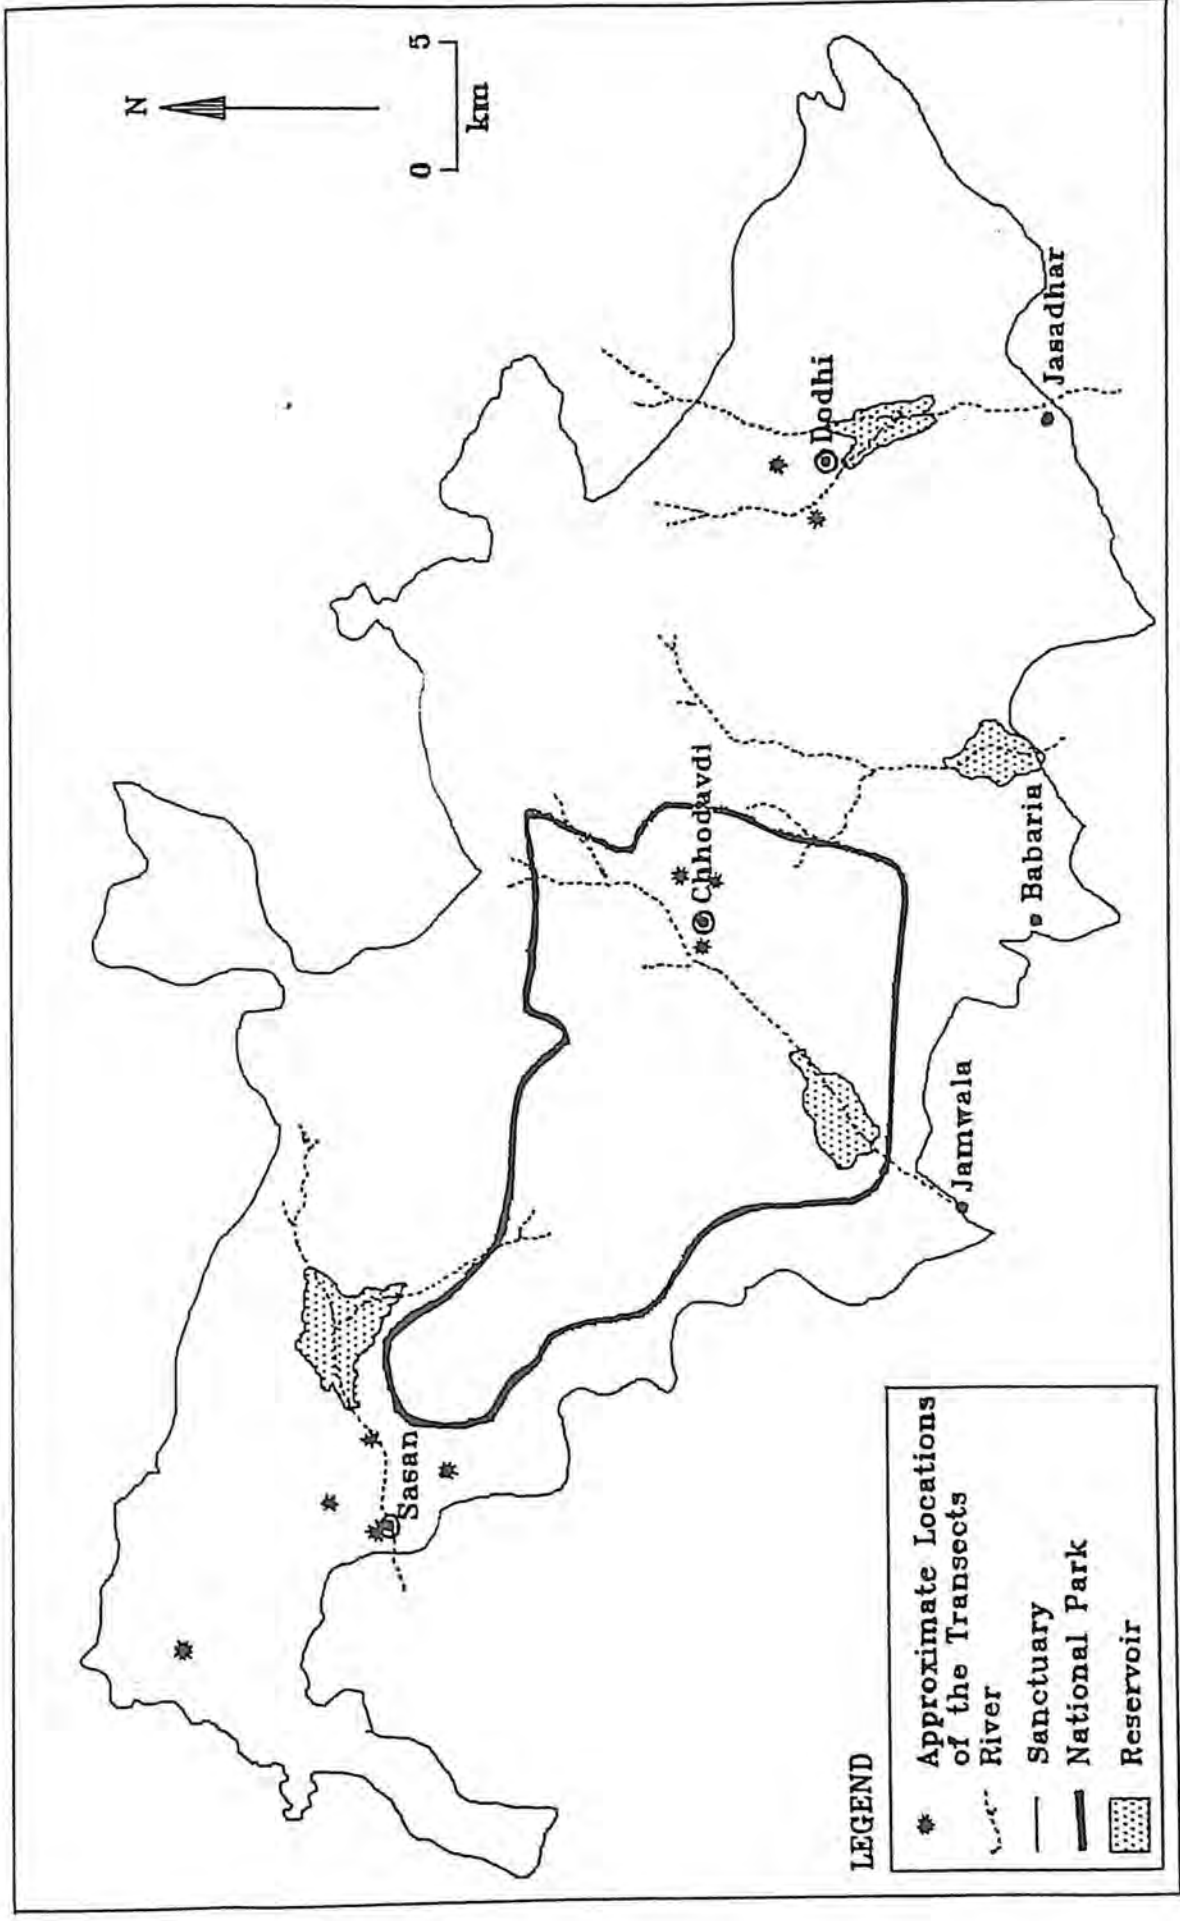 N
0 5
km
Dodhi
Jasadhar
Chhodavdi
Babaria
Jamwala
Sasan
LEGEND
Approximate Locations
of the Transects
River
Sanctuary
National Park
Reservoir